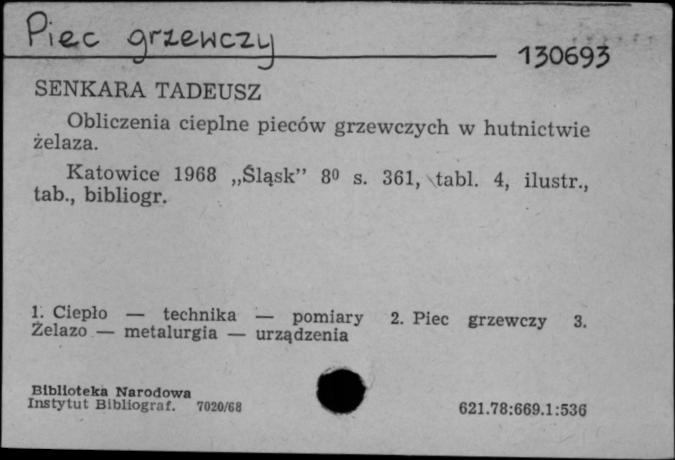 Piec grzewczy
130693
SENKARA TADEUSZ
Obliczenia cieplne pieców grzewczych w hutnictwie
żelaza.
Katowice 1968 „Śląsk” 8⁰ s. 361, tabl. 4, ilustr.,
tab., bibliogr.
1. Ciepło — technika — pomiary 2. Piec grzewczy 3.
Żelazo — metalurgia — urządzenia
Biblioteka Narodowa
Instytut Bibliograf. 7020/68
621.78:669.1:536